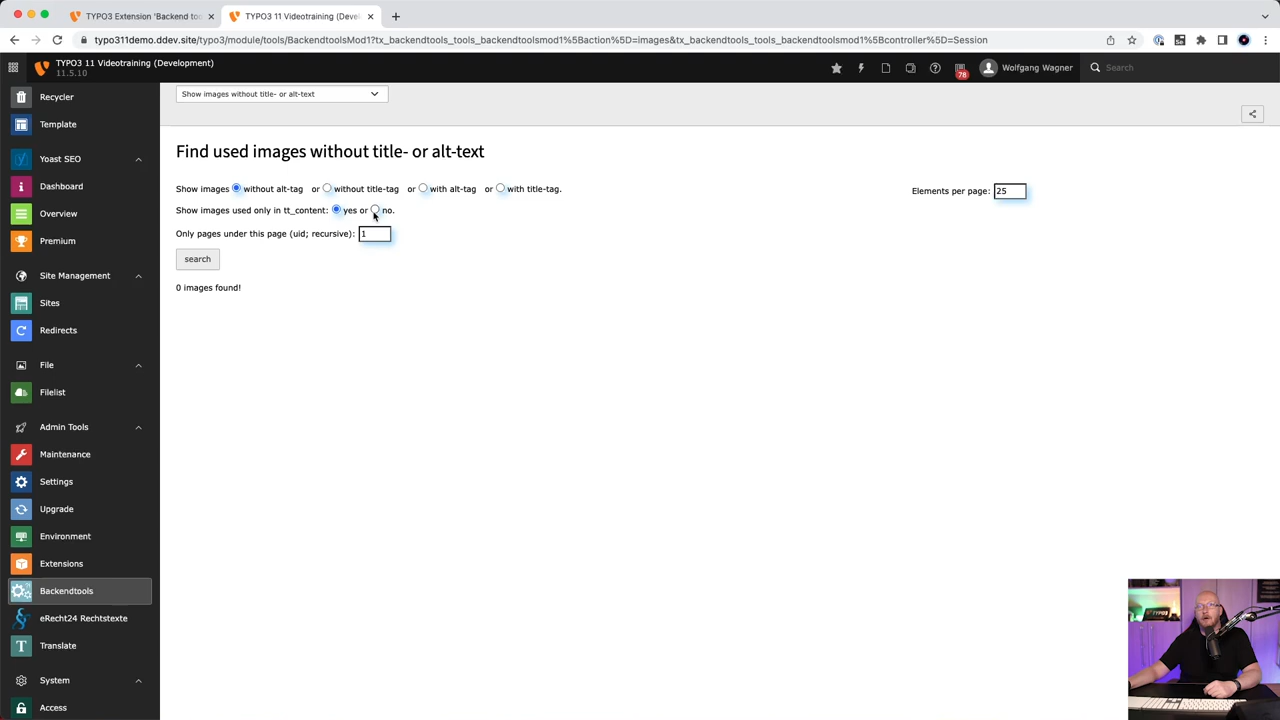 TYPO3 Extension 'Backend too
TYPO3 11 Videotraining (Devel
typo311demo.ddev.site/typo3/module/tools/BackendtoolsMod1?tx_backendtools_tools_backendtoolsmod1%5Baction%5D=images&tx_backendtools_tools_backendtoolsmod1%5Bcontroller%5D=Session
TYPO3 11 Videotraining (Development)
11.5.10
78
Wolfgang Wagner
Search
Recycler
Template
Yoast SEO
Dashboard
Overview
Premium
Site Management
Sites
Redirects
File
Filelist
Admin Tools
Maintenance
Settings
Upgrade
Environment
Extensions
Backendtools
eRecht24 Rechtstexte
Translate
System
Access
Show images without title- or alt-text
Find used images without title- or alt-text
Show images without alt-tag or without title-tag or with alt-tag or with title-tag.
Elements per page: 25
Show images used only in tt_content: yes or no.
Only pages under this page (uid; recursive): 1
search
0 images found!
TYPO3